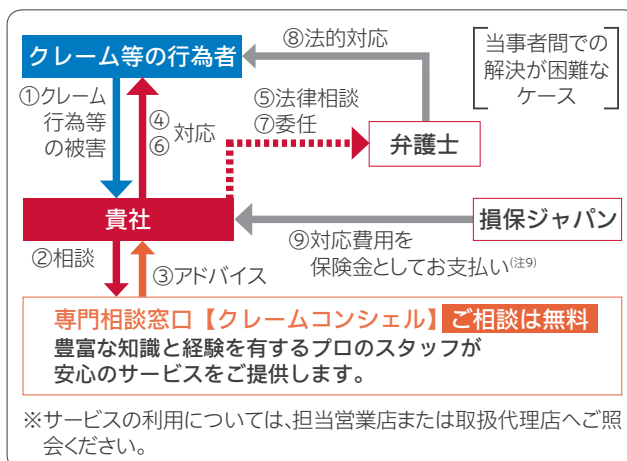 ⑧法的対応
当事者間での
解決が困難な
ケース
クレーム等の行為者
①クレーム
行為等
の被害
④
⑥
対応
⑤法律相談
⑦委任
弁護士
貴社
損保ジャパン
②相談
③アドバイス
⑨対応費用を
保険金としてお支払い(注9)
専門相談窓口【クレームコンシェル】 ご相談は無料
豊富な知識と経験を有するプロのスタッフが
安心のサービスをご提供します。
※サービスの利用については、担当営業店または取扱代理店へご照
会ください。